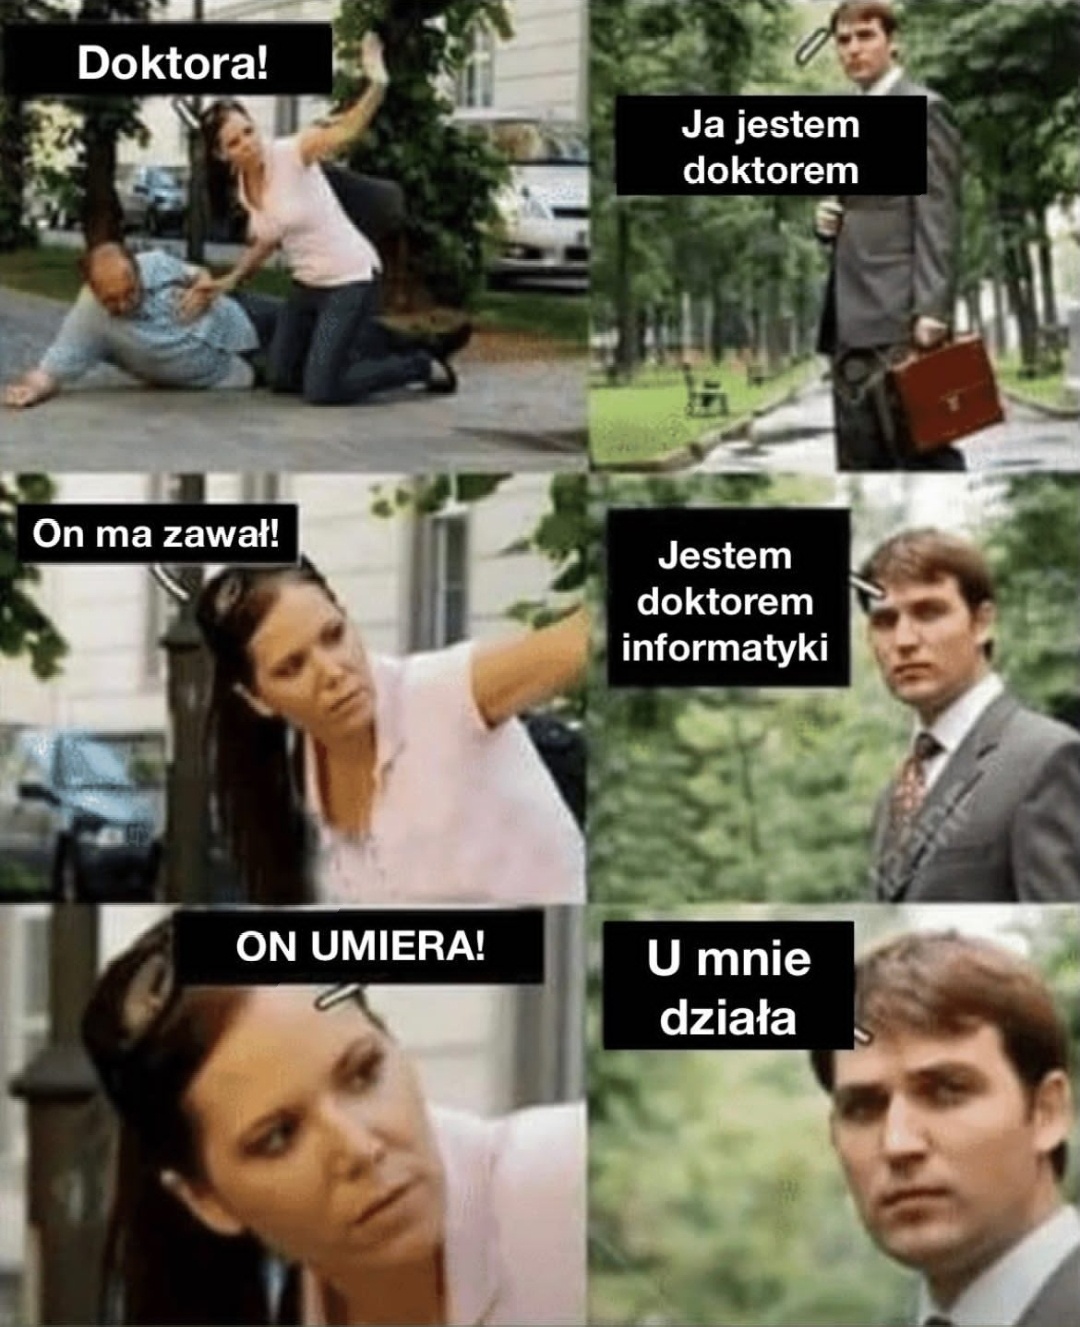 Doktora!
Ja jestem
doktorem
On ma zawał!
Jestem
doktorem
informatyki
ON UMIERA!
U mnie
działa